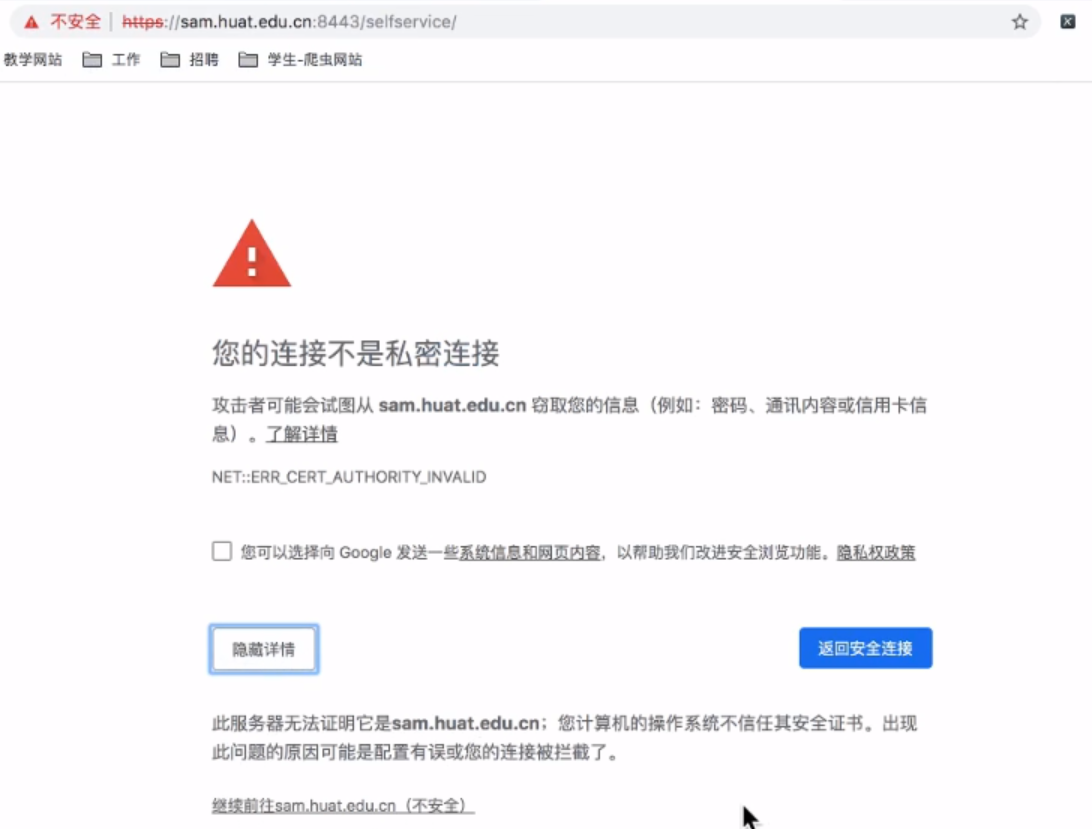 不安全 | https://sam.huat.edu.cn:8443/selfservice/
教学网站 工作 招聘 学生-爬虫网站
您的连接不是私密连接
攻击者可能会试图从 sam.huat.edu.cn 窃取您的信息（例如：密码、通讯内容或信用卡信
息）。了解详情
NET::ERR_CERT_AUTHORITY_INVALID
您可以选择向 Google 发送一些系统信息和网页内容，以帮助我们改进安全浏览功能。隐私权政策
隐藏详情 返回安全连接
此服务器无法证明它是sam.huat.edu.cn；您计算机的操作系统不信任其安全证书。出现
此问题的原因可能是配置有误或您的连接被拦截了。
继续前往sam.huat.edu.cn（不安全）